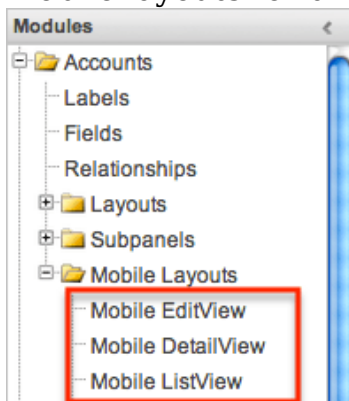 Modules
Accounts
Labels
Fields
Relationships
Layouts
Subpanels
Mobile Layouts
Mobile EditView
Mobile DetailView
Mobile ListView